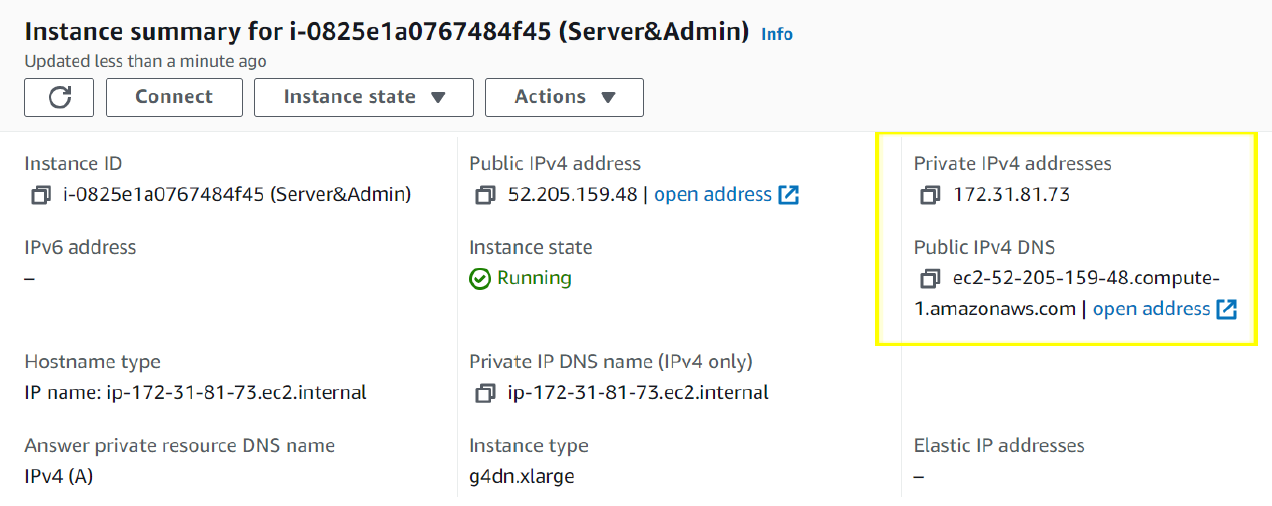 Instance summary for i-0825e1a0767484f45 (Server&Admin) Info
Updated less than a minute ago
Connect
Instance state
Actions
Instance ID
i-0825e1a0767484f45 (Server&Admin)
Public IPv4 address
52.205.159.48 | open address
Private IPv4 addresses
172.31.81.73
IPv6 address
–
Instance state
Running
Public IPv4 DNS
ec2-52-205-159-48.compute-
1.amazonaws.com | open address
Hostname type
IP name: ip-172-31-81-73.ec2.internal
Private IP DNS name (IPv4 only)
ip-172-31-81-73.ec2.internal
Answer private resource DNS name
IPv4 (A)
Instance type
g4dn.xlarge
Elastic IP addresses
–